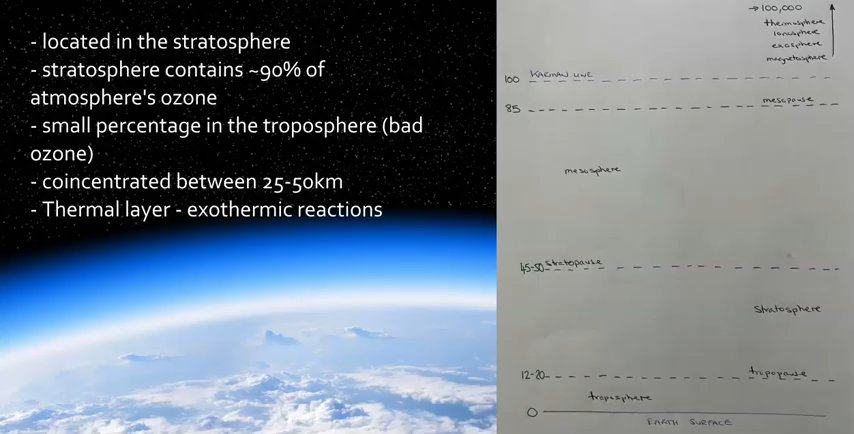 - located in the stratosphere
- stratosphere contains ~90% of
atmosphere's ozone
- small percentage in the troposphere (bad
ozone)
- coincentrated between 25-50km
- Thermal layer - exothermic reactions
→ 100,000
thermosphere
ionosphere
exosphere
magnetosphere
100 KARMAN LINE
85 mesopause
mesosphere
45-50 Stratopause
Stratosphere
12-20 tropopause
troposphere
0
EARTH SURFACE